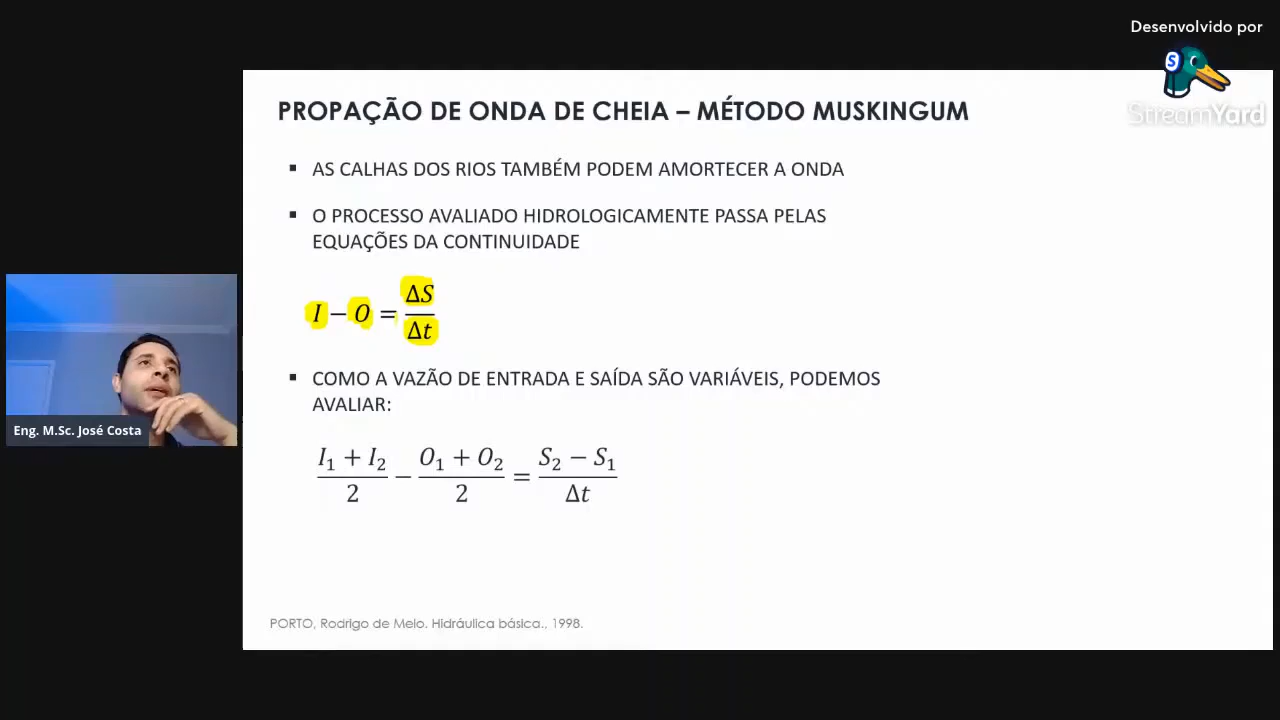 Desenvolvido por
StreamYard
PROPAÇÃO DE ONDA DE CHEIA – MÉTODO MUSKINGUM
▪ AS CALHAS DOS RIOS TAMBÉM PODEM AMORTECER A ONDA
▪ O PROCESSO AVALIADO HIDROLOGICAMENTE PASSA PELAS
EQUAÇÕES DA CONTINUIDADE
I − O = ΔS/Δt
▪ COMO A VAZÃO DE ENTRADA E SAÍDA SÃO VARIÁVEIS, PODEMOS
AVALIAR:
(I₁ + I₂)/2 − (O₁ + O₂)/2 = (S₂ − S₁)/Δt
Eng. M.Sc. José Costa
PORTO, Rodrigo de Melo. Hidráulica básica., 1998.